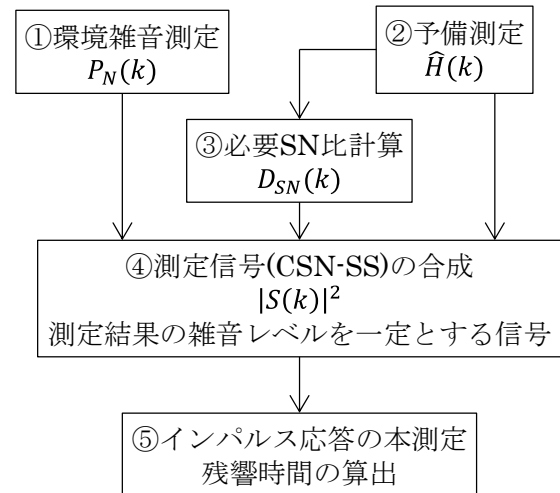 ①環境雑音測定
P_N(k)
②予備測定
Ĥ(k)
③必要SN比計算
D_{SN}(k)
④測定信号(CSN-SS)の合成
|S(k)|²
測定結果の雑音レベルを一定とする信号
⑤インパルス応答の本測定
残響時間の算出